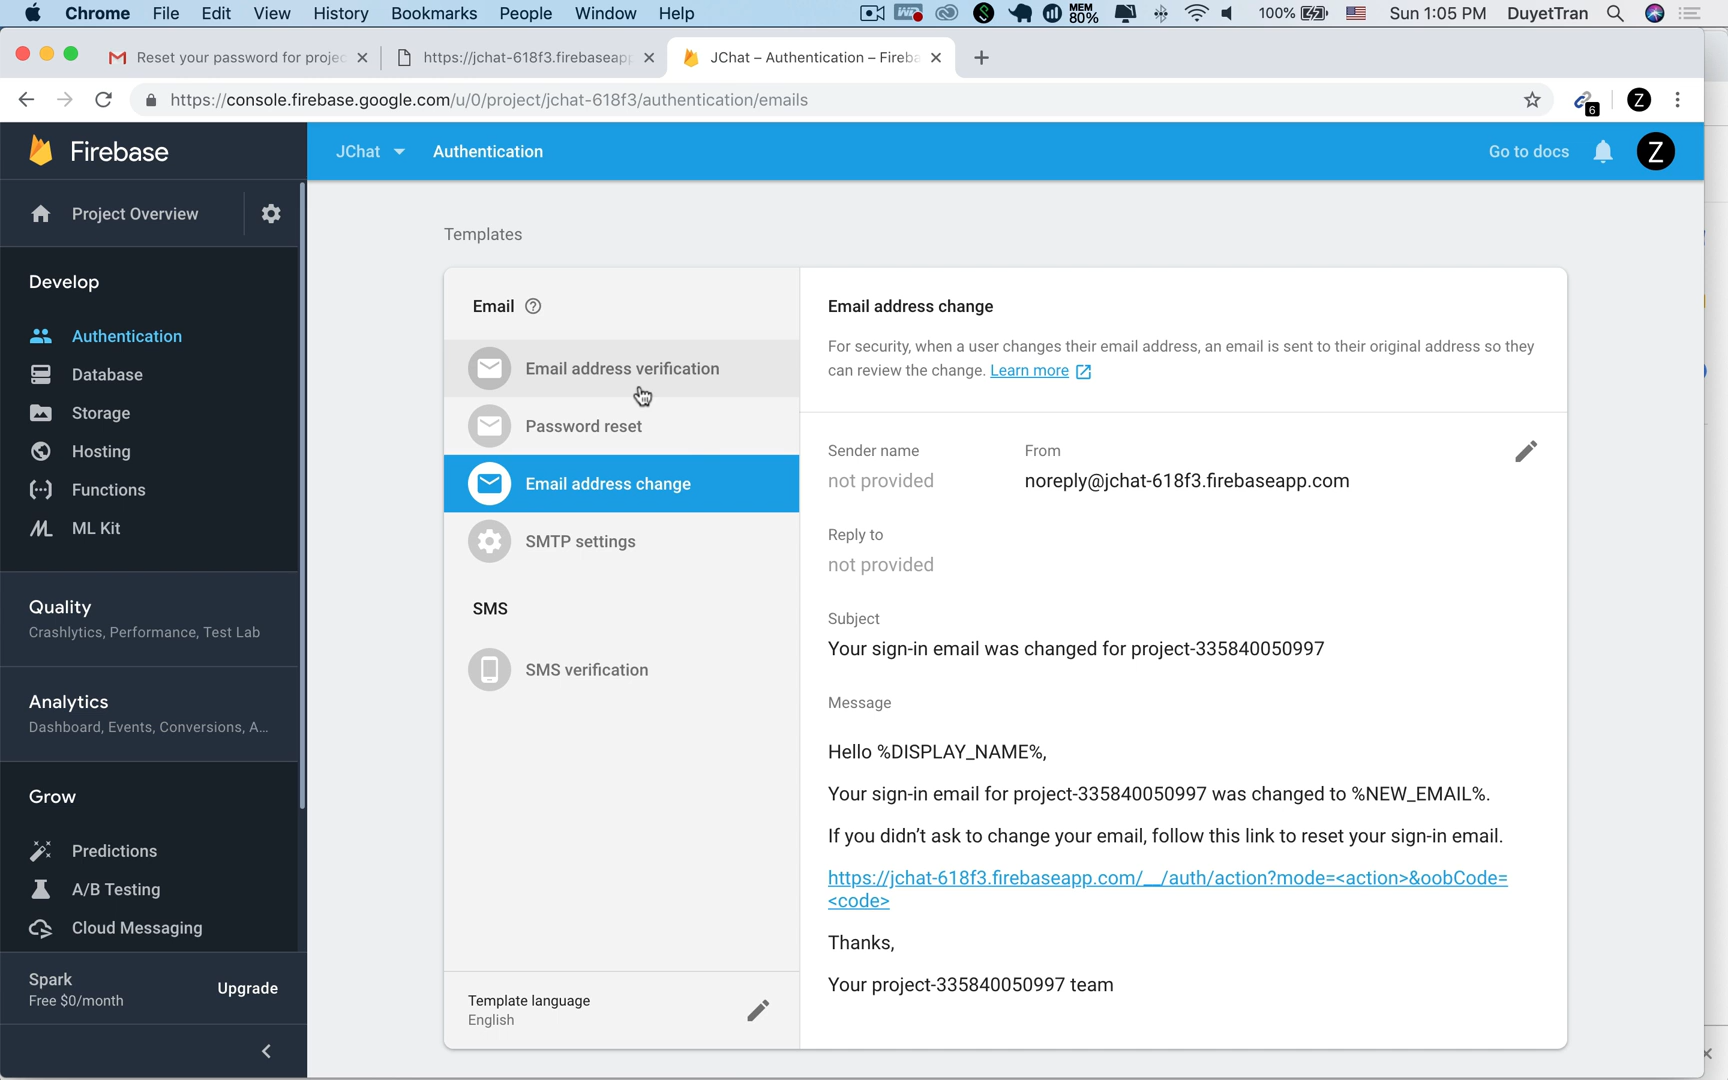 Chrome File Edit View History Bookmarks People Window Help MEM 80% 100% Sun 1:05 PM DuyetTran
Reset your password for projec https://jchat-618f3.firebaseapp JChat – Authentication – Fireba
https://console.firebase.google.com/u/0/project/jchat-618f3/authentication/emails 6 Z
Firebase JChat Authentication Go to docs Z
Project Overview
Develop
Authentication
Database
Storage
Hosting
Functions
ML Kit
Quality
Crashlytics, Performance, Test Lab
Analytics
Dashboard, Events, Conversions, A...
Grow
Predictions
A/B Testing
Cloud Messaging
Spark
Free $0/month
Upgrade
Templates
Email
Email address verification
Password reset
Email address change
SMTP settings
SMS
SMS verification
Template language
English
Email address change
For security, when a user changes their email address, an email is sent to their original address so they
can review the change. Learn more
Sender name From
not provided noreply@jchat-618f3.firebaseapp.com
Reply to
not provided
Subject
Your sign-in email was changed for project-335840050997
Message
Hello %DISPLAY_NAME%,
Your sign-in email for project-335840050997 was changed to %NEW_EMAIL%.
If you didn’t ask to change your email, follow this link to reset your sign-in email.
https://jchat-618f3.firebaseapp.com/__/auth/action?mode=<action>&oobCode=
<code>
Thanks,
Your project-335840050997 team